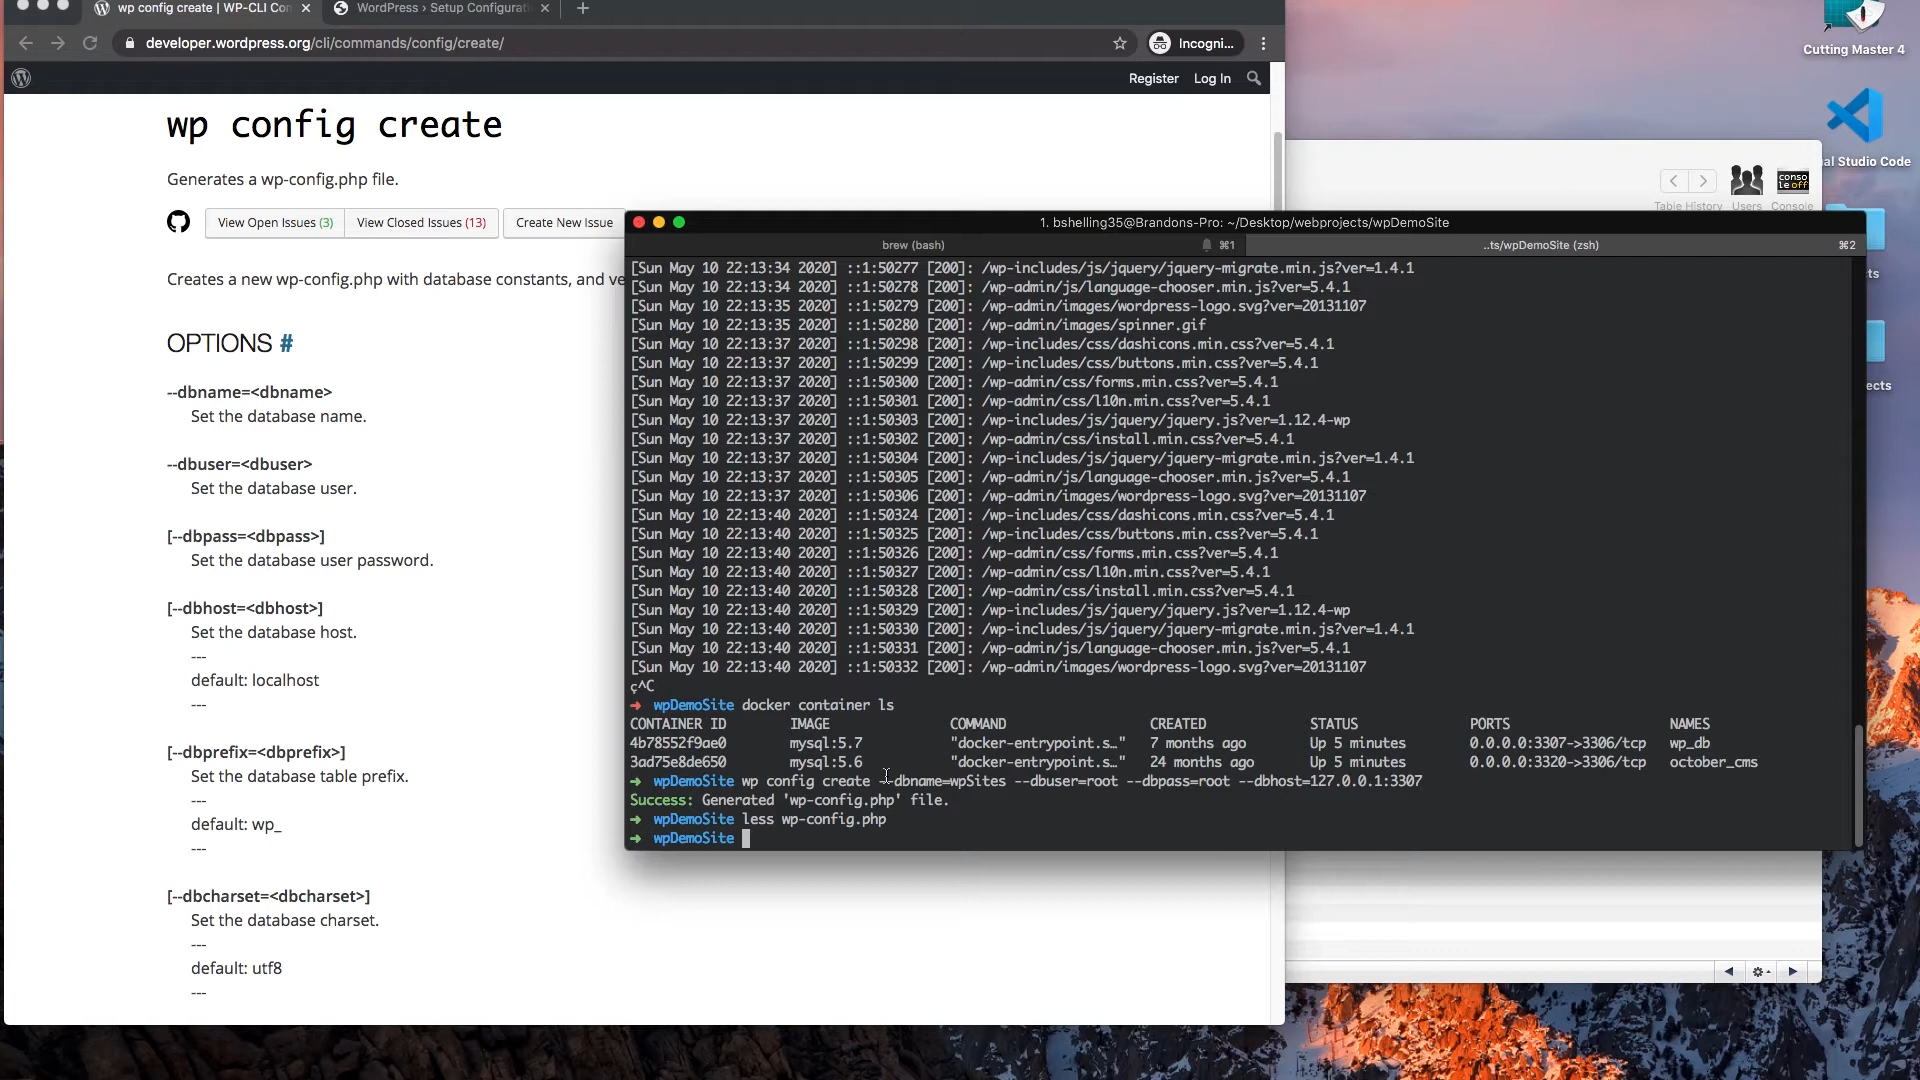 wp config create | WP-CLI Con
WordPress › Setup Configurati
developer.wordpress.org/cli/commands/config/create/
Incogni...
Register Log In
wp config create
Generates a wp-config.php file.
View Open Issues (3) View Closed Issues (13) Create New Issue
Creates a new wp-config.php with database constants, and ve
OPTIONS #
--dbname=<dbname>
Set the database name.
--dbuser=<dbuser>
Set the database user.
[--dbpass=<dbpass>]
Set the database user password.
[--dbhost=<dbhost>]
Set the database host.
---
default: localhost
---
[--dbprefix=<dbprefix>]
Set the database table prefix.
---
default: wp_
---
[--dbcharset=<dbcharset>]
Set the database charset.
---
default: utf8
---
1. bshelling35@Brandons-Pro: ~/Desktop/webprojects/wpDemoSite
brew (bash) ⌘1 ..ts/wpDemoSite (zsh) ⌘2
[Sun May 10 22:13:34 2020] ::1:50277 [200]: /wp-includes/js/jquery/jquery-migrate.min.js?ver=1.4.1
[Sun May 10 22:13:34 2020] ::1:50278 [200]: /wp-admin/js/language-chooser.min.js?ver=5.4.1
[Sun May 10 22:13:35 2020] ::1:50279 [200]: /wp-admin/images/wordpress-logo.svg?ver=20131107
[Sun May 10 22:13:35 2020] ::1:50280 [200]: /wp-admin/images/spinner.gif
[Sun May 10 22:13:37 2020] ::1:50298 [200]: /wp-includes/css/dashicons.min.css?ver=5.4.1
[Sun May 10 22:13:37 2020] ::1:50299 [200]: /wp-includes/css/buttons.min.css?ver=5.4.1
[Sun May 10 22:13:37 2020] ::1:50300 [200]: /wp-admin/css/forms.min.css?ver=5.4.1
[Sun May 10 22:13:37 2020] ::1:50301 [200]: /wp-admin/css/l10n.min.css?ver=5.4.1
[Sun May 10 22:13:37 2020] ::1:50303 [200]: /wp-includes/js/jquery/jquery.js?ver=1.12.4-wp
[Sun May 10 22:13:37 2020] ::1:50302 [200]: /wp-admin/css/install.min.css?ver=5.4.1
[Sun May 10 22:13:37 2020] ::1:50304 [200]: /wp-includes/js/jquery/jquery-migrate.min.js?ver=1.4.1
[Sun May 10 22:13:37 2020] ::1:50305 [200]: /wp-admin/js/language-chooser.min.js?ver=5.4.1
[Sun May 10 22:13:37 2020] ::1:50306 [200]: /wp-admin/images/wordpress-logo.svg?ver=20131107
[Sun May 10 22:13:40 2020] ::1:50324 [200]: /wp-includes/css/dashicons.min.css?ver=5.4.1
[Sun May 10 22:13:40 2020] ::1:50325 [200]: /wp-includes/css/buttons.min.css?ver=5.4.1
[Sun May 10 22:13:40 2020] ::1:50326 [200]: /wp-admin/css/forms.min.css?ver=5.4.1
[Sun May 10 22:13:40 2020] ::1:50327 [200]: /wp-admin/css/l10n.min.css?ver=5.4.1
[Sun May 10 22:13:40 2020] ::1:50328 [200]: /wp-admin/css/install.min.css?ver=5.4.1
[Sun May 10 22:13:40 2020] ::1:50329 [200]: /wp-includes/js/jquery/jquery.js?ver=1.12.4-wp
[Sun May 10 22:13:40 2020] ::1:50330 [200]: /wp-includes/js/jquery/jquery-migrate.min.js?ver=1.4.1
[Sun May 10 22:13:40 2020] ::1:50331 [200]: /wp-admin/js/language-chooser.min.js?ver=5.4.1
[Sun May 10 22:13:40 2020] ::1:50332 [200]: /wp-admin/images/wordpress-logo.svg?ver=20131107
ç^C
➜ wpDemoSite docker container ls
CONTAINER ID IMAGE COMMAND CREATED STATUS PORTS NAMES
4b78552f9ae0 mysql:5.7 "docker-entrypoint.s…" 7 months ago Up 5 minutes 0.0.0.0:3307->3306/tcp wp_db
3ad75e8de650 mysql:5.6 "docker-entrypoint.s…" 24 months ago Up 5 minutes 0.0.0.0:3320->3306/tcp october_cms
➜ wpDemoSite wp config create --dbname=wpSites --dbuser=root --dbpass=root --dbhost=127.0.0.1:3307
Success: Generated 'wp-config.php' file.
➜ wpDemoSite less wp-config.php
➜ wpDemoSite
Table History Users Console
conso
le off
Cutting Master 4
al Studio Code
ts
ects